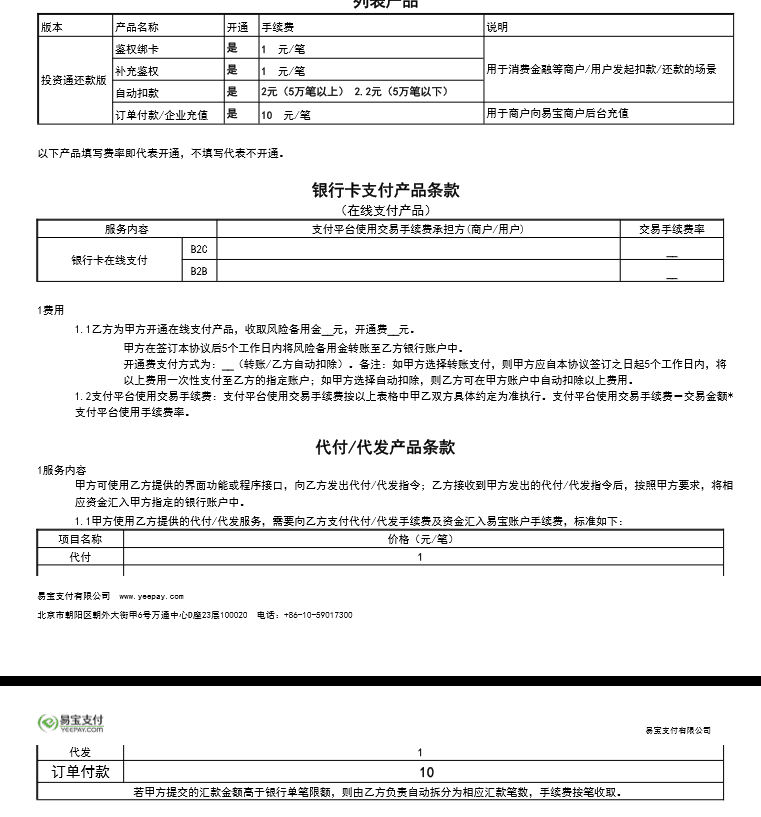 列表产品
版本 产品名称 开通 手续费 说明
投资通还款版 鉴权绑卡 是 1 元/笔 用于消费金融等商户/用户发起扣款/还款的场景
补充鉴权 是 1 元/笔
自动扣款 是 2元（5万笔以上） 2.2元（5万笔以下）
订单付款/企业充值 是 10 元/笔 用于商户向易宝商户后台充值
以下产品填写费率即代表开通，不填写代表不开通。
银行卡支付产品条款
（在线支付产品）
服务内容 支付平台使用交易手续费承担方(商户/用户) 交易手续费率
银行卡在线支付 B2C __
B2B __
1费用
1.1乙方为甲方开通在线支付产品，收取风险备用金__元，开通费__元。
甲方在签订本协议后5个工作日内将风险备用金转账至乙方银行账户中。
开通费支付方式为：__（转账/乙方自动扣除）。备注：如甲方选择转账支付，则甲方应自本协议签订之日起5个工作日内，将
以上费用一次性支付至乙方的指定账户；如甲方选择自动扣除，则乙方可在甲方账户中自动扣除以上费用。
1.2支付平台使用交易手续费：支付平台使用交易手续费按以上表格中甲乙双方具体约定为准执行。支付平台使用交易手续费＝交易金额*
支付平台使用手续费率。
代付/代发产品条款
1服务内容
甲方可使用乙方提供的界面功能或程序接口，向乙方发出代付/代发指令；乙方接收到甲方发出的代付/代发指令后，按照甲方要求，将相
应资金汇入甲方指定的银行账户中。
1.1甲方使用乙方提供的代付/代发服务，需要向乙方支付代付/代发手续费及资金汇入易宝账户手续费，标准如下：
项目名称 价格（元/笔）
代付 1
易宝支付有限公司 www.yeepay.com
北京市朝阳区朝外大街甲6号万通中心D座23层100020 电话：+86-10-59017300
易宝支付
YEEPAY.COM
易宝支付有限公司
代发 1
订单付款 10
若甲方提交的汇款金额高于银行单笔限额，则由乙方负责自动拆分为相应汇款笔数，手续费按笔收取。